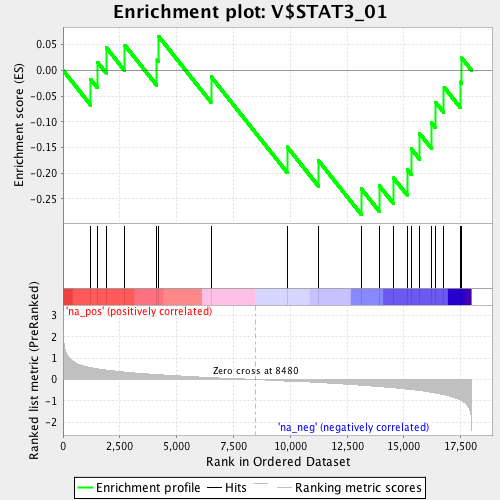 Enrichment plot: V$STAT3_01
Enrichment score (ES)
0.05
0.00
-0.05
-0.10
-0.15
-0.20
-0.25
'na_pos' (positively correlated)
Ranked list metric (PreRanked)
3
2
1
0
-1
-2
Zero cross at 8480
'na_neg' (negatively correlated)
0
2,500
5,000
7,500
10,000
12,500
15,000
17,500
Rank in Ordered Dataset
Enrichment profile
Hits
Ranking metric scores